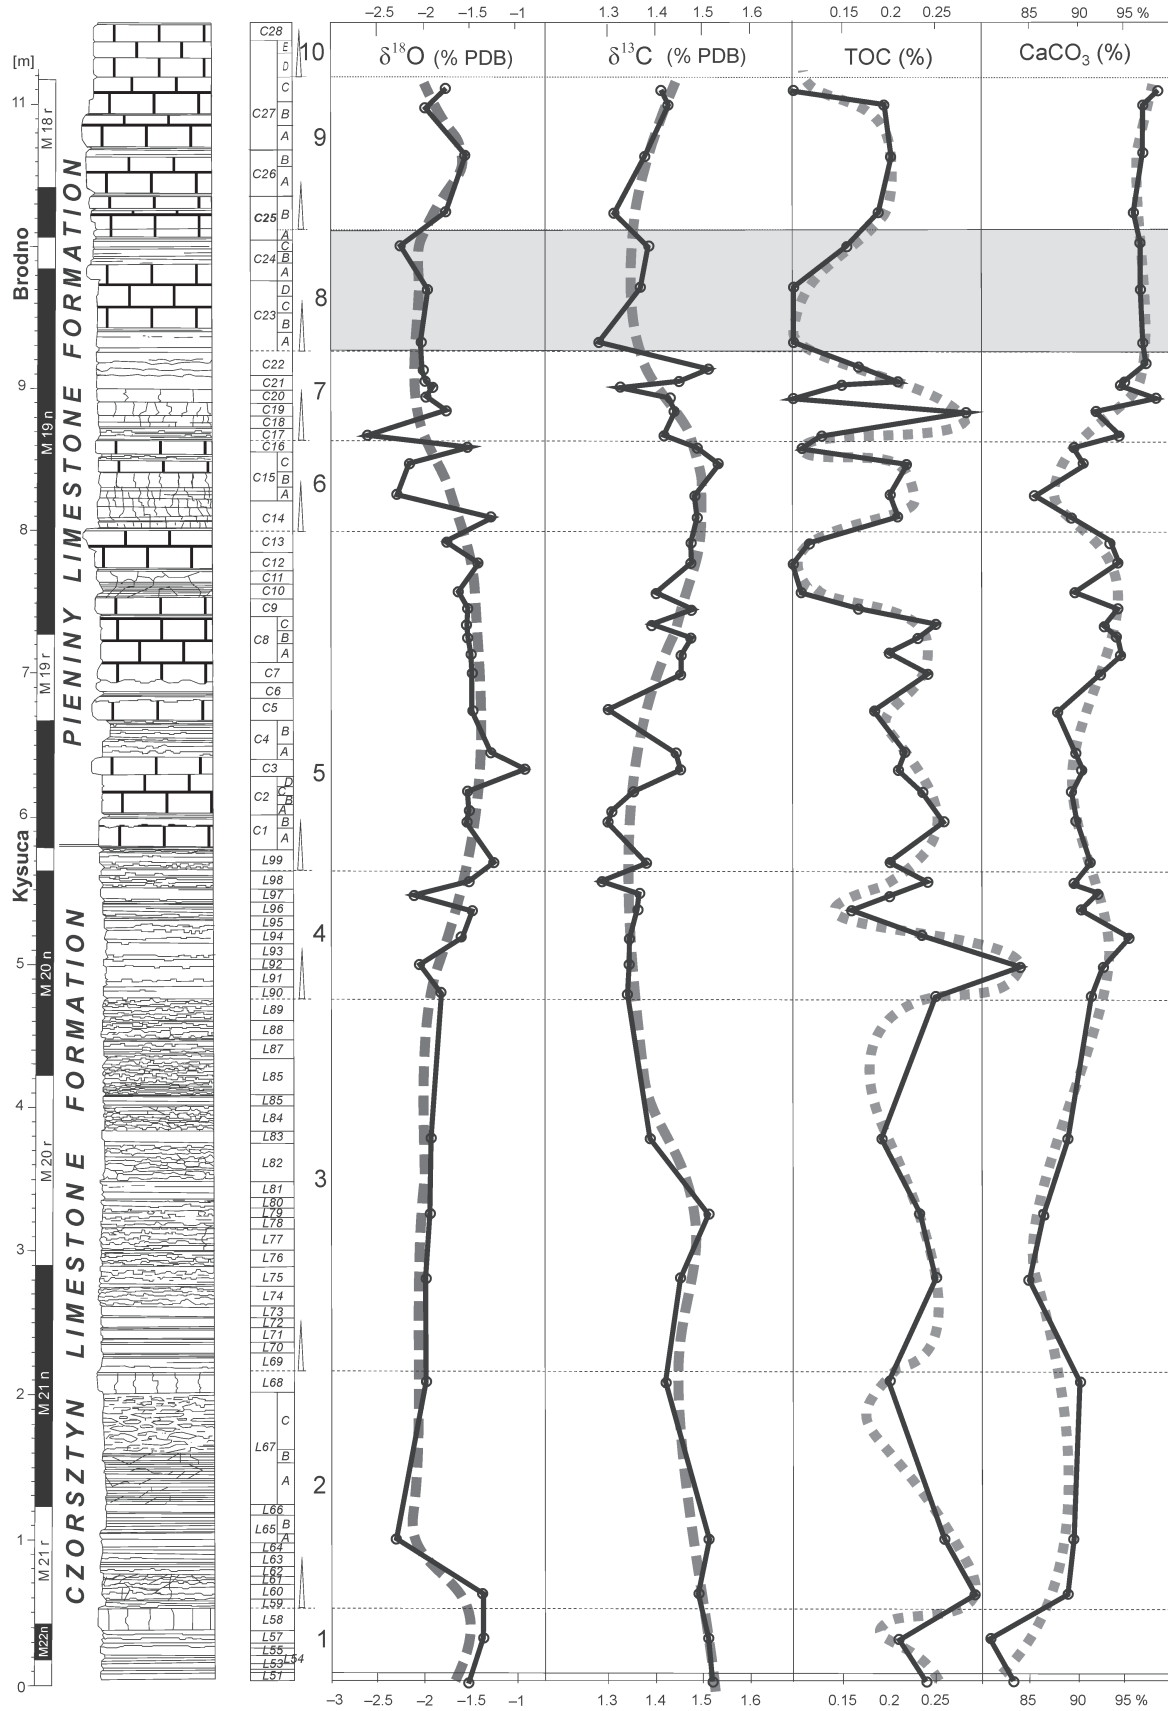 −2.5 −2 −1.5 −1 1.3 1.4 1.5 1.6 0.15 0.2 0.25 85 90 95 %
δ18O (% PDB) δ13C (% PDB) TOC (%) CaCO3 (%)
[m]
11
9
8
7
6
5
4
3
2
1
0
M 18 r
M 19 n
M 19 r
M 20 n
M 20 r
M 21 n
M 21 r
M22n
Brodno
Kysuca
PIENINY LIMESTONE FORMATION
CZORSZTYN LIMESTONE FORMATION
C28
E
D
C
C27 B
A
B
C26 A
C25 B
A
C
C24 B
A
D
C
C23 B
A
C22
C21
C20
C19
C18
C17
C16
C
C15 B
A
C14
C13
C12
C11
C10
C9
C
C8 B
A
C7
C6
C5
B
C4
A
C3
D
C2 C
B
A
B
C1 A
L99
L98
L97
L96
L95
L94
L93
L92
L91
L90
L89
L88
L87
L85
L85
L84
L83
L82
L81
L80
L79
L78
L77
L76
L75
L74
L73
L72
L71
L70
L69
L68
C
L67
B
A
L66
L65 B
A
L64
L63
L62
L61
L60
L59
L58
L57
L55
L53 L54
L51
10
9
8
7
6
5
4
3
2
1
−3 −2.5 −2 −1.5 −1 1.3 1.4 1.5 1.6 0.15 0.2 0.25 85 90 95 %